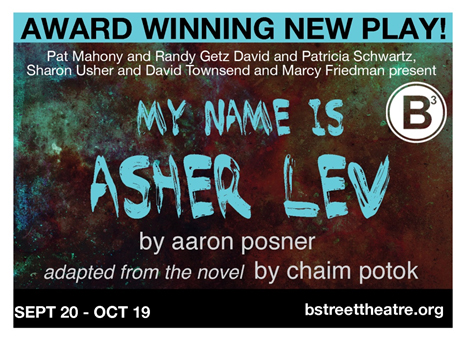 AWARD WINNING NEW PLAY!
Pat Mahony and Randy Getz David and Patricia Schwartz,
Sharon Usher and David Townsend and Marcy Friedman present
B3
MY NAME IS
ASHER LEV
by aaron posner
adapted from the novel by chaim potok
SEPT 20 - OCT 19
bstreettheatre.org